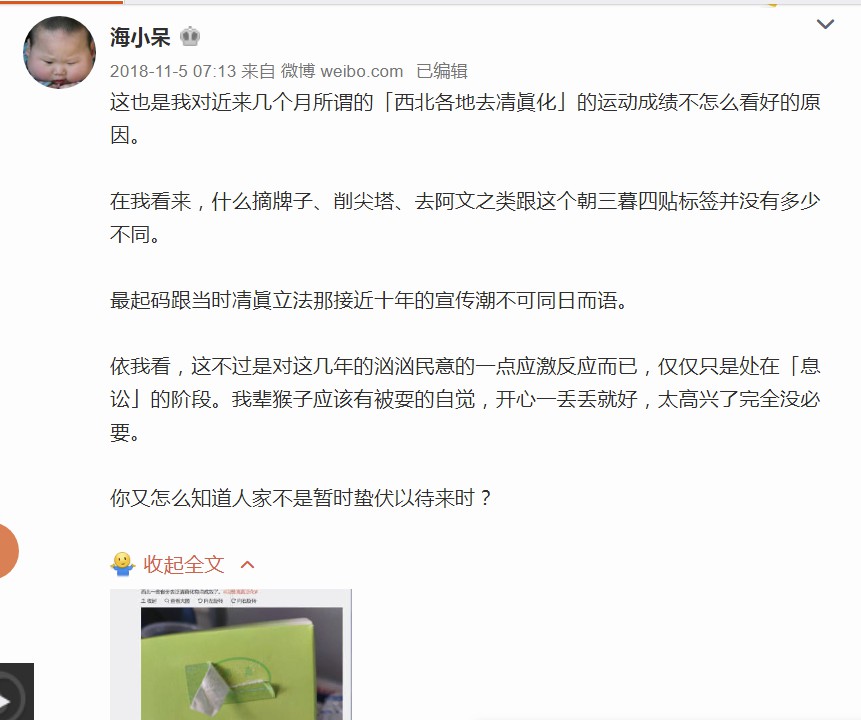 海小呆
2018-11-5 07:13 来自 微博 weibo.com 已编辑
这也是我对近来几个月所谓的「西北各地去凊眞化」的运动成绩不怎么看好的原
因。
在我看来，什么摘牌子、削尖塔、去阿文之类跟这个朝三暮四贴标签并没有多少
不同。
最起码跟当时凊眞立法那接近十年的宣传潮不可同日而语。
依我看，这不过是对这几年的汹汹民意的一点应激反应而已，仅仅只是处在「息
讼」的阶段。我辈猴子应该有被耍的自觉，开心一丢丢就好，太高兴了完全没必
要。
你又怎么知道人家不是暂时蛰伏以待来时？
收起全文